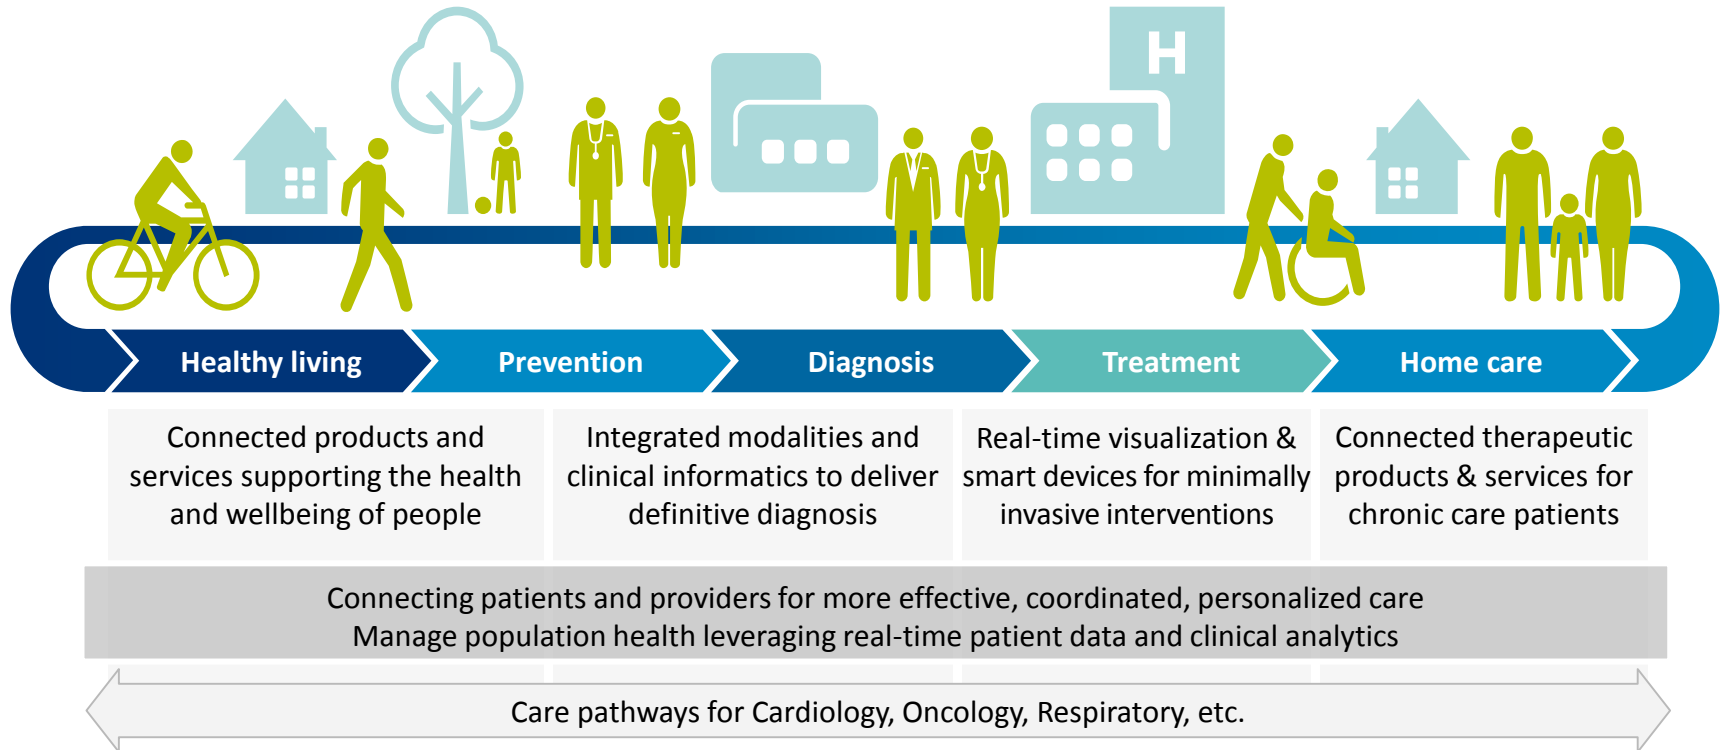 H
Healthy living
Prevention
Diagnosis
Treatment
Home care
Connected products and
services supporting the health
and wellbeing of people
Integrated modalities and
clinical informatics to deliver
definitive diagnosis
Real-time visualization &
smart devices for minimally
invasive interventions
Connected therapeutic
products & services for
chronic care patients
Connecting patients and providers for more effective, coordinated, personalized care
Manage population health leveraging real-time patient data and clinical analytics
Care pathways for Cardiology, Oncology, Respiratory, etc.